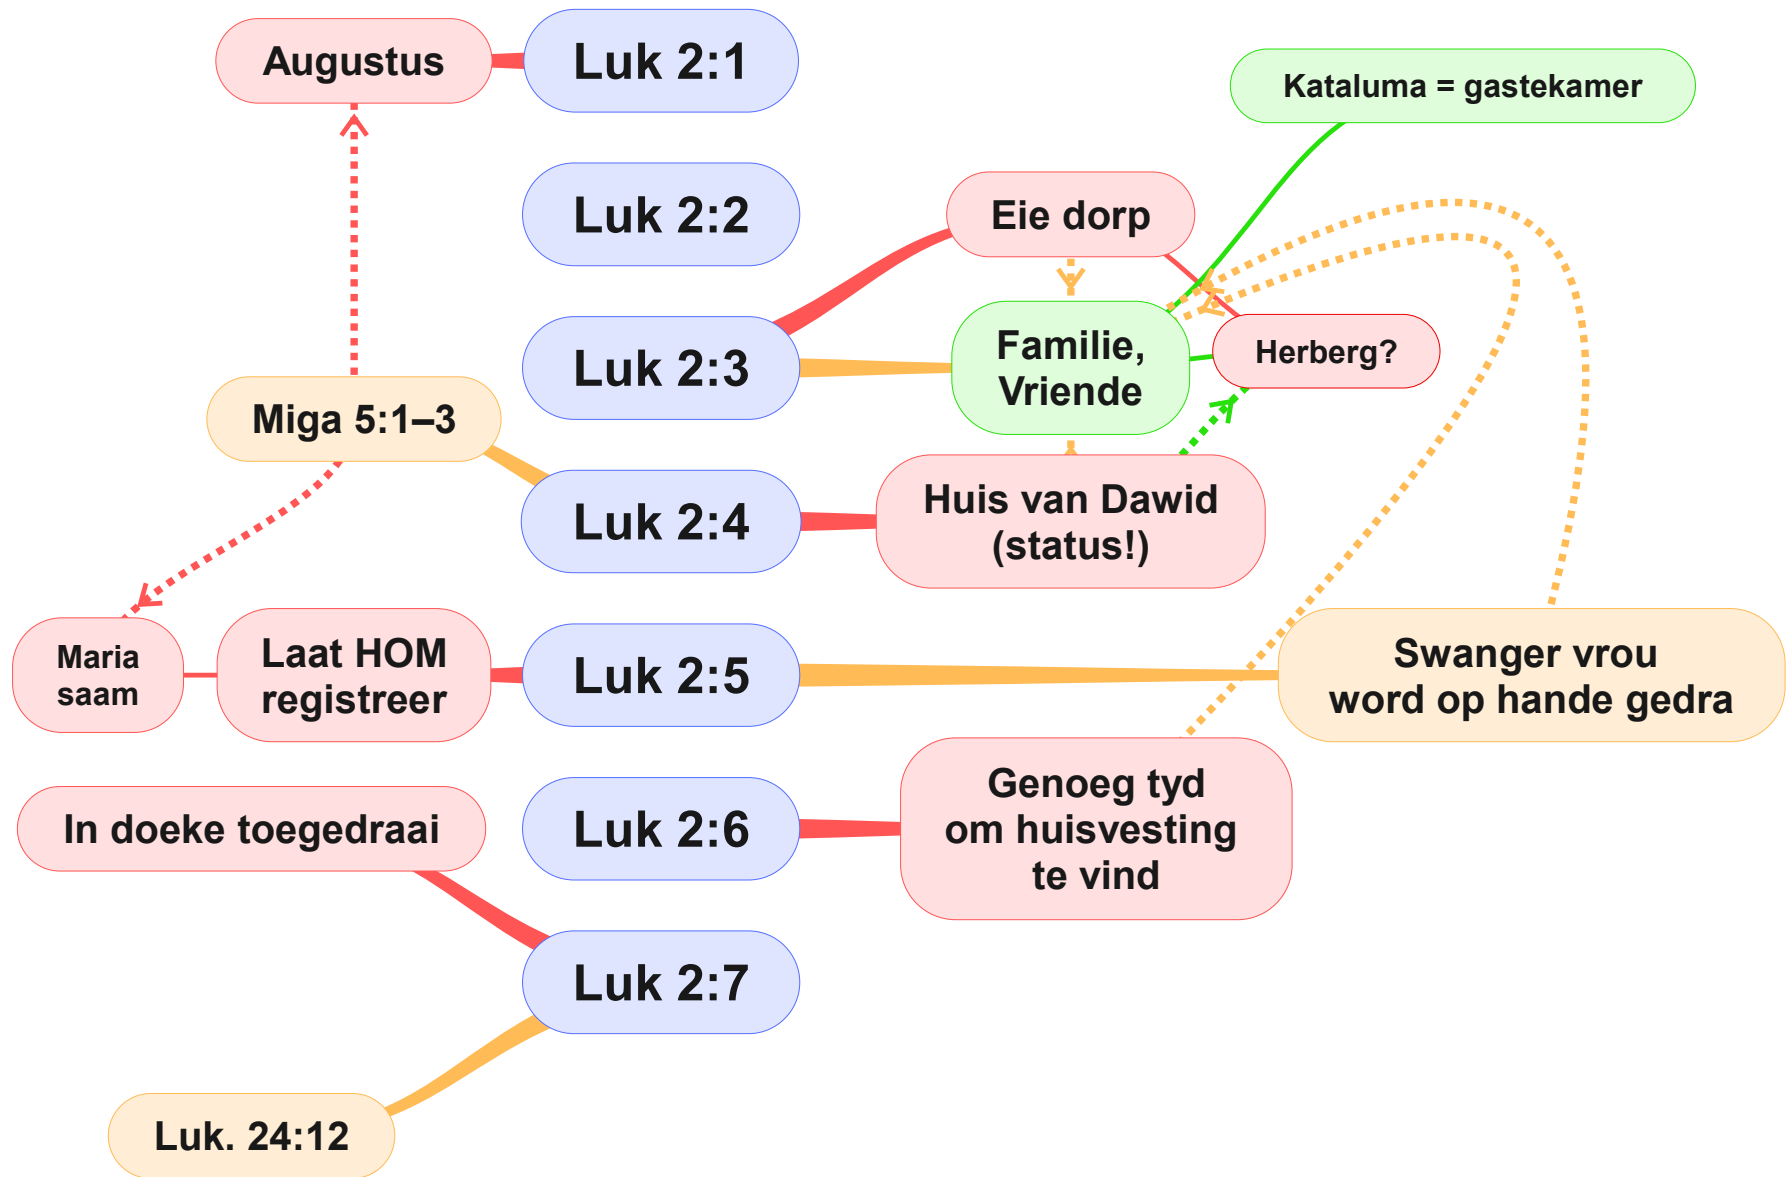 Augustus
Luk 2:1
Kataluma = gastekamer
Luk 2:2
Eie dorp
Luk 2:3
Familie,
Vriende
Herberg?
Miga 5:1–3
Luk 2:4
Huis van Dawid
(status!)
Maria
saam
Laat HOM
registreer
Luk 2:5
Swanger vrou
word op hande gedra
In doeke toegedraai
Luk 2:6
Genoeg tyd
om huisvesting
te vind
Luk 2:7
Luk. 24:12